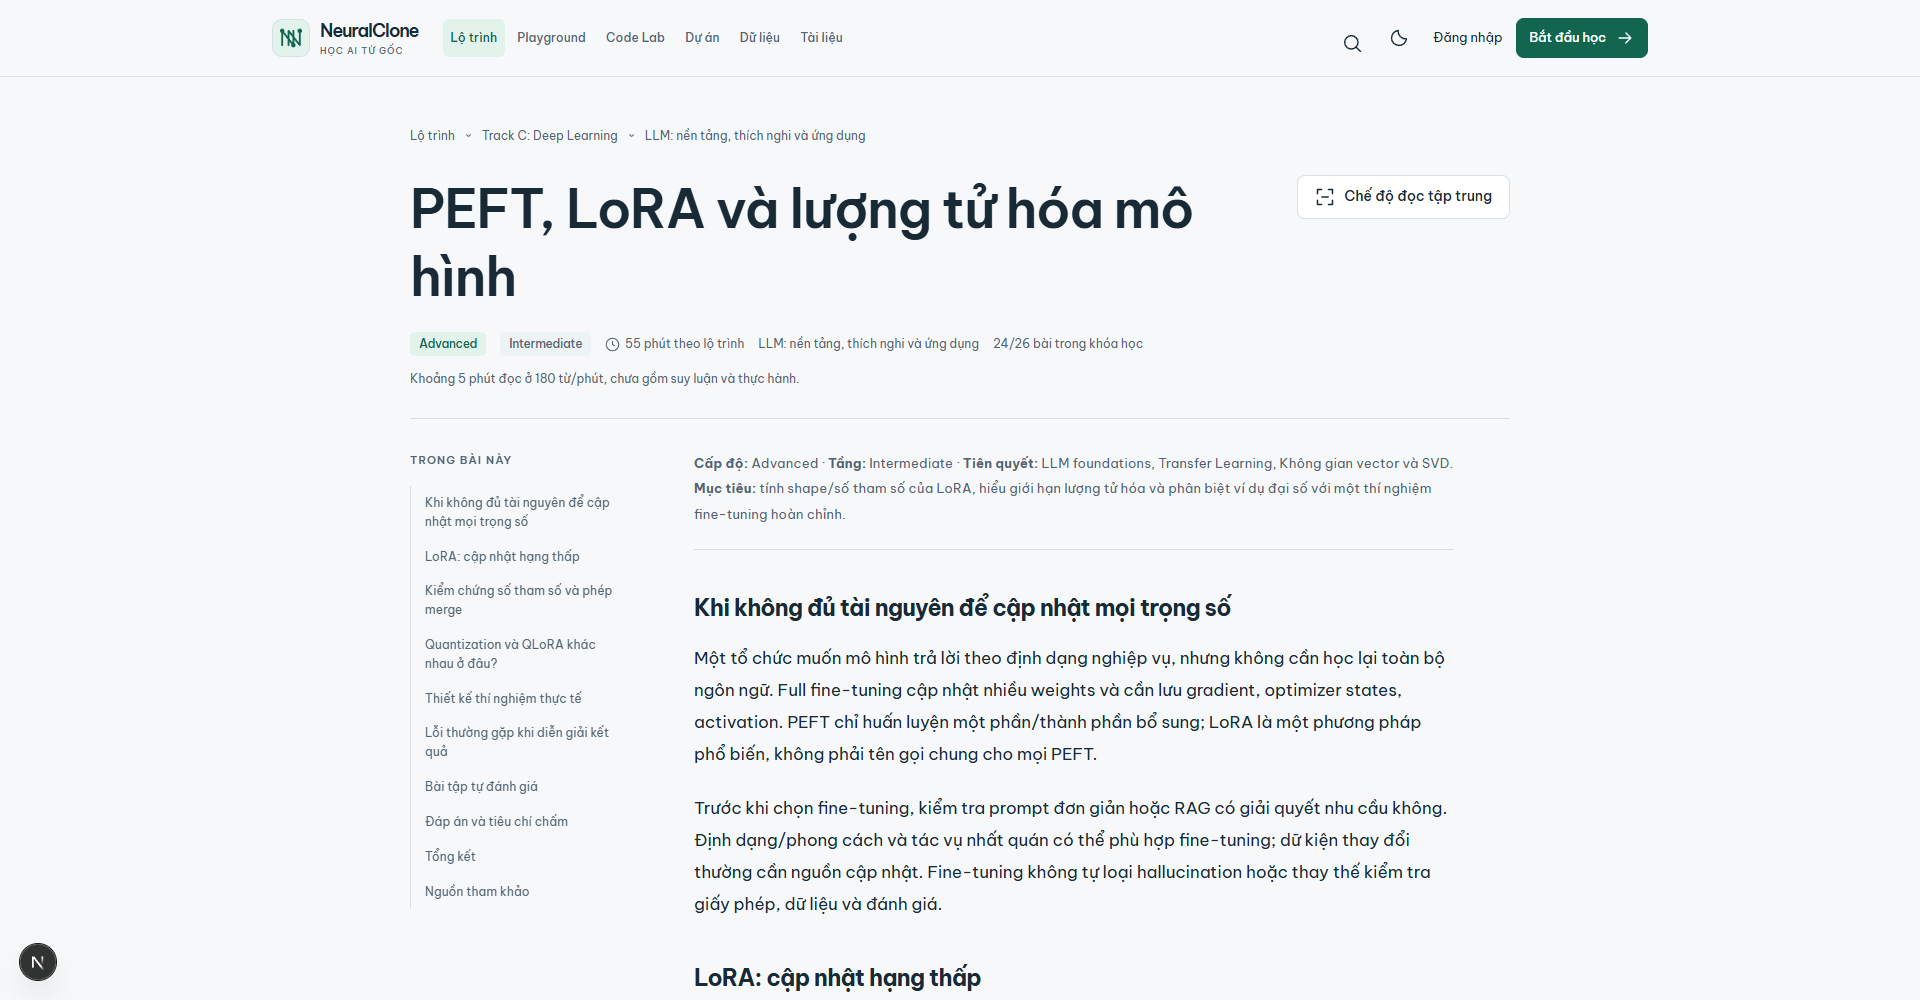 NeuralClone
HỌC AI TỪ GỐC
Lộ trình
Playground
Code Lab
Dự án
Dữ liệu
Tài liệu
Đăng nhập
Bắt đầu học
Lộ trình
Track C: Deep Learning
LLM: nền tảng, thích nghi và ứng dụng
PEFT, LoRA và lượng tử hóa mô
hình
Chế độ đọc tập trung
Advanced
Intermediate
55 phút theo lộ trình
LLM: nền tảng, thích nghi và ứng dụng
24/26 bài trong khóa học
Khoảng 5 phút đọc ở 180 từ/phút, chưa gồm suy luận và thực hành.
TRONG BÀI NÀY
Khi không đủ tài nguyên để cập
nhật mọi trọng số
LoRA: cập nhật hạng thấp
Kiểm chứng số tham số và phép
merge
Quantization và QLoRA khác
nhau ở đâu?
Thiết kế thí nghiệm thực tế
Lỗi thường gặp khi diễn giải kết
quả
Bài tập tự đánh giá
Đáp án và tiêu chí chấm
Tổng kết
Nguồn tham khảo
Cấp độ: Advanced · Tầng: Intermediate · Tiên quyết: LLM foundations, Transfer Learning, Không gian vector và SVD.
Mục tiêu: tính shape/số tham số của LoRA, hiểu giới hạn lượng tử hóa và phân biệt ví dụ đại số với một thí nghiệm
fine-tuning hoàn chỉnh.
Khi không đủ tài nguyên để cập nhật mọi trọng số
Một tổ chức muốn mô hình trả lời theo định dạng nghiệp vụ, nhưng không cần học lại toàn bộ
ngôn ngữ. Full fine-tuning cập nhật nhiều weights và cần lưu gradient, optimizer states,
activation. PEFT chỉ huấn luyện một phần/thành phần bổ sung; LoRA là một phương pháp
phổ biến, không phải tên gọi chung cho mọi PEFT.
Trước khi chọn fine-tuning, kiểm tra prompt đơn giản hoặc RAG có giải quyết nhu cầu không.
Định dạng/phong cách và tác vụ nhất quán có thể phù hợp fine-tuning; dữ kiện thay đổi
thường cần nguồn cập nhật. Fine-tuning không tự loại hallucination hoặc thay thế kiểm tra
giấy phép, dữ liệu và đánh giá.
LoRA: cập nhật hạng thấp